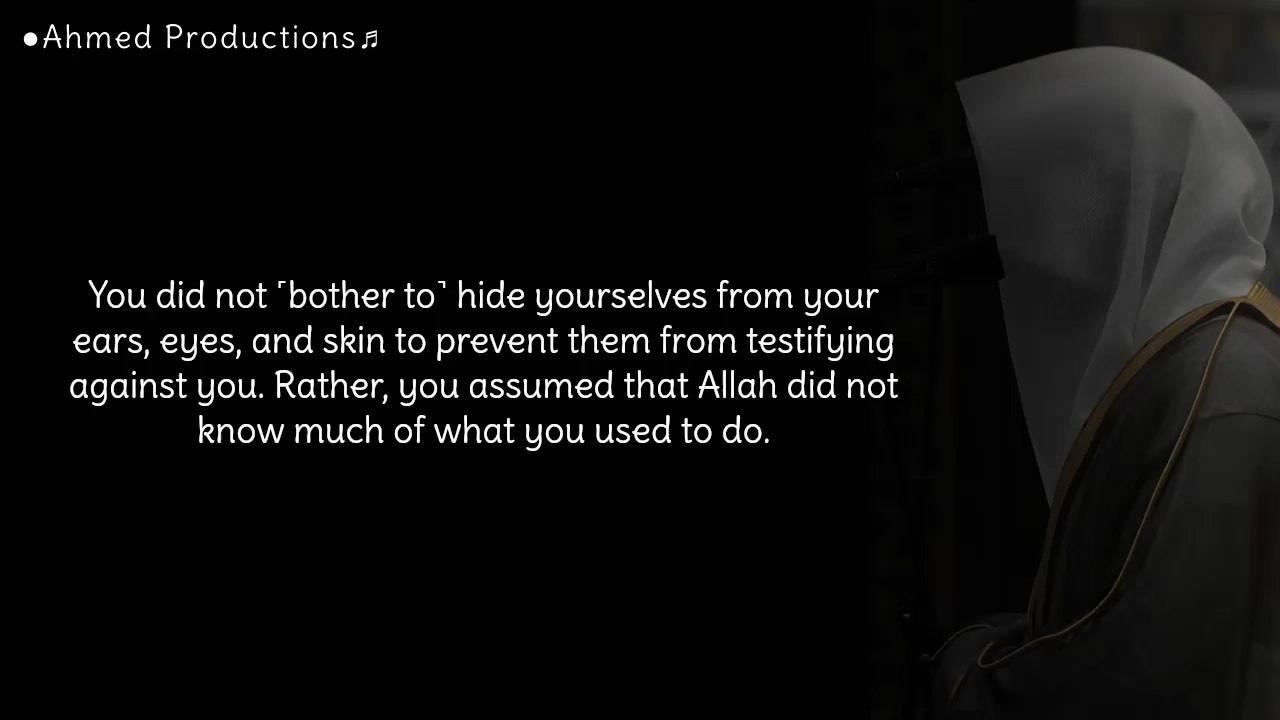 ●Ahmed Productions♬
You did not ˹bother to˺ hide yourselves from your
ears, eyes, and skin to prevent them from testifying
against you. Rather, you assumed that Allah did not
know much of what you used to do.